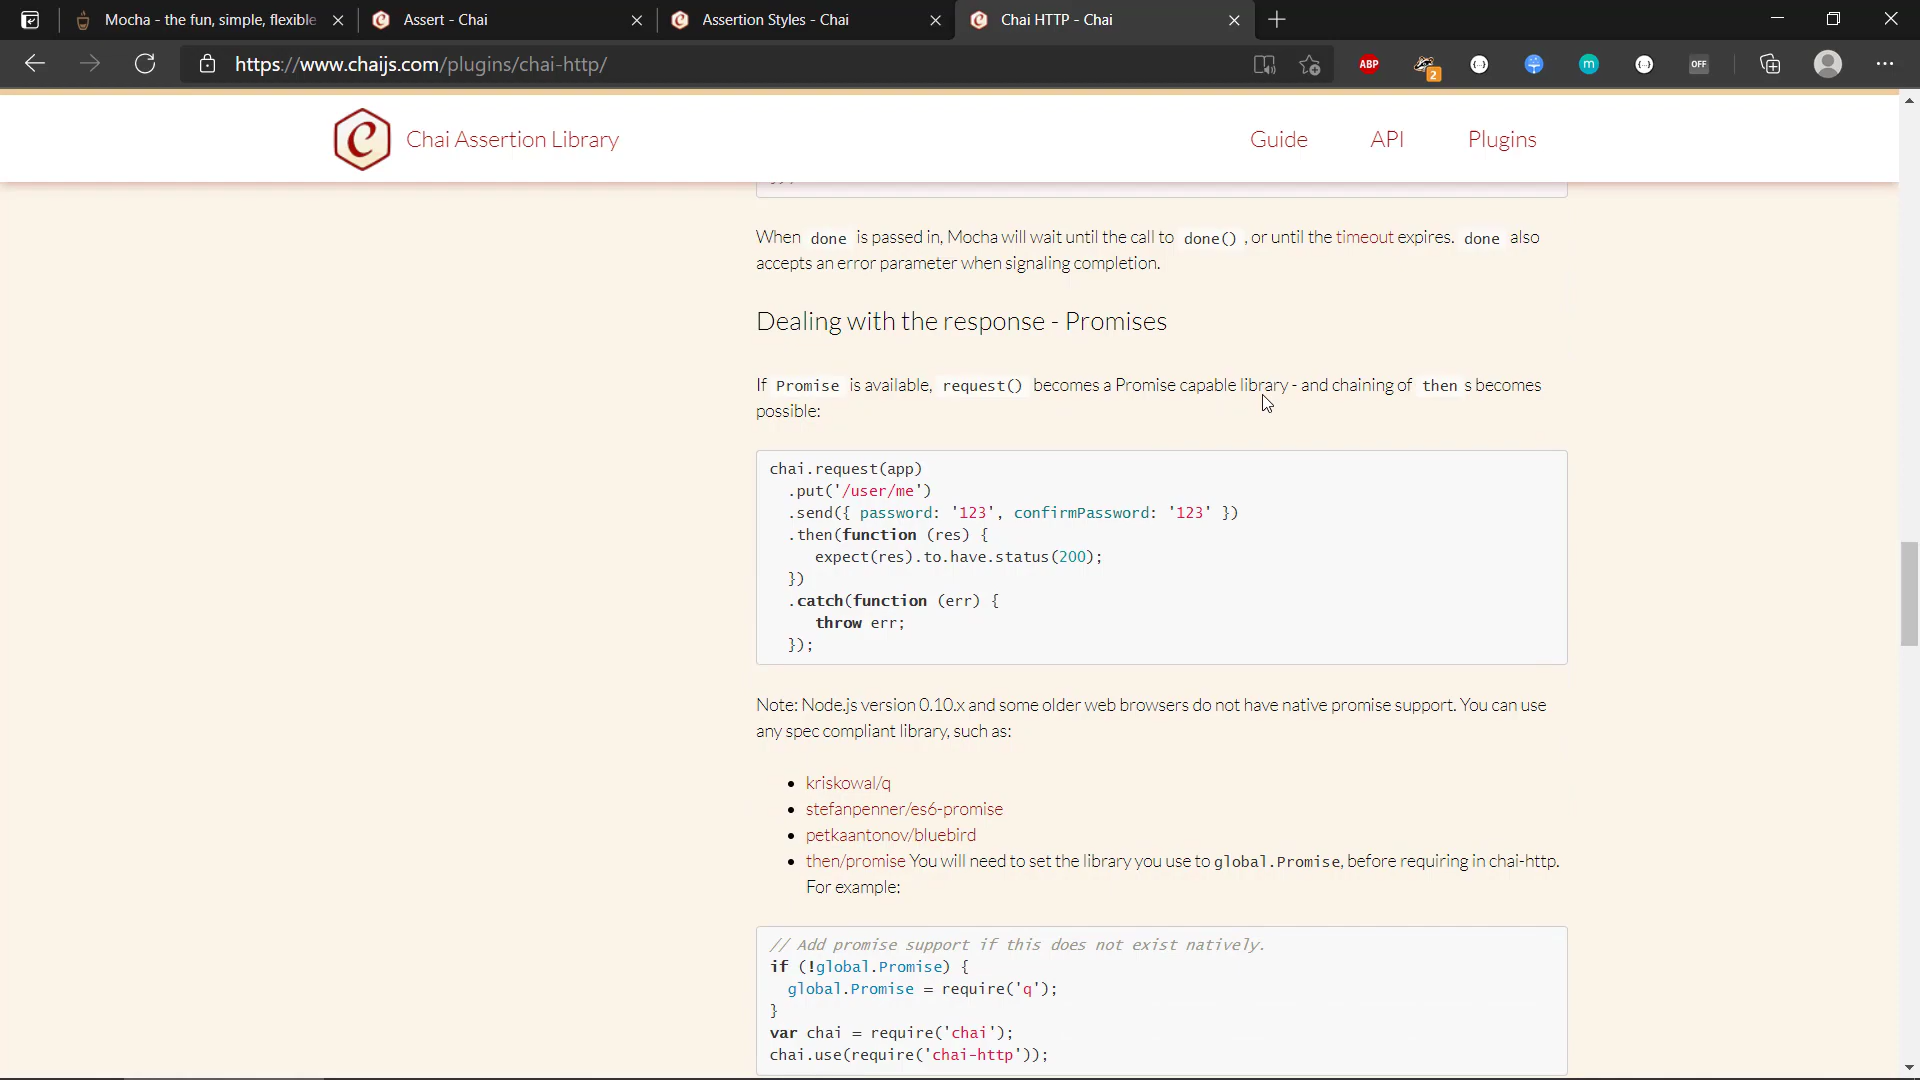 Mocha - the fun, simple, flexible
Assert - Chai
Assertion Styles - Chai
Chai HTTP - Chai
https://www.chaijs.com/plugins/chai-http/
ABP
2
m
OFF
Chai Assertion Library
Guide
API
Plugins
When done is passed in, Mocha will wait until the call to done() , or until the timeout expires. done also
accepts an error parameter when signaling completion.
Dealing with the response - Promises
If Promise is available, request() becomes a Promise capable library - and chaining of then s becomes
possible:
chai.request(app)
.put('/user/me')
.send({ password: '123', confirmPassword: '123' })
.then(function (res) {
expect(res).to.have.status(200);
})
.catch(function (err) {
throw err;
});
Note: Node.js version 0.10.x and some older web browsers do not have native promise support. You can use
any spec compliant library, such as:
• kriskowal/q
• stefanpenner/es6-promise
• petkaantonov/bluebird
• then/promise You will need to set the library you use to global.Promise, before requiring in chai-http.
For example:
// Add promise support if this does not exist natively.
if (!global.Promise) {
global.Promise = require('q');
}
var chai = require('chai');
chai.use(require('chai-http'));